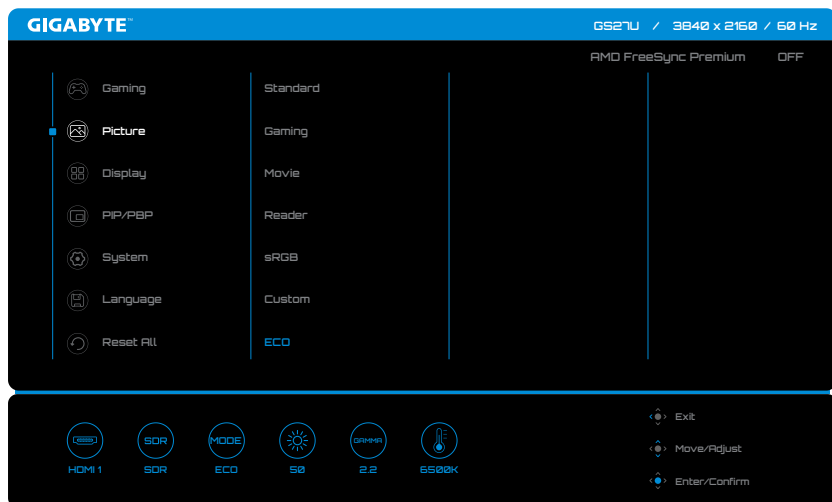 GIGABYTE™ GS27U / 3840 x 2160 / 60 Hz
AMD FreeSync Premium OFF
Gaming Standard
Picture Gaming
Display Movie
PIP/PBP Reader
System sRGB
Language Custom
Reset All ECO
Exit
SDR MODE GAMMA
Move/Adjust
HDMI 1 SDR ECO 50 2.2 6500K
Enter/Confirm